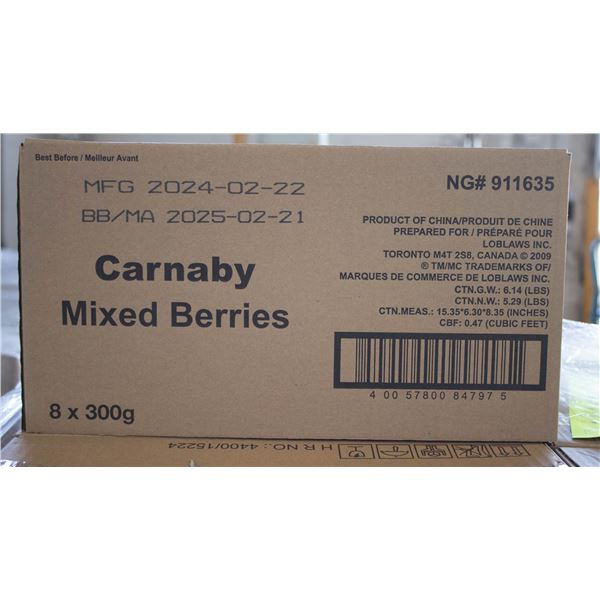 Best Before / Meilleur Avant
MFG 2024-02-22
BB/MA 2025-02-21
Carnaby
Mixed Berries
8 x 300g
NG# 911635
PRODUCT OF CHINA/PRODUIT DE CHINE
PREPARED FOR / PRÉPARÉ POUR
LOBLAWS INC.
TORONTO M4T 2S8, CANADA © 2009
® TM/MC TRADEMARKS OF/
MARQUES DE COMMERCE DE LOBLAWS INC.
CTN.G.W.: 6.14 (LBS)
CTN.N.W.: 5.29 (LBS)
CTN.MEAS.: 15.35*6.30*8.35 (INCHES)
CBF: 0.47 (CUBIC FEET)
4 00 57800 84797 5
H R NO.: 4400/15224